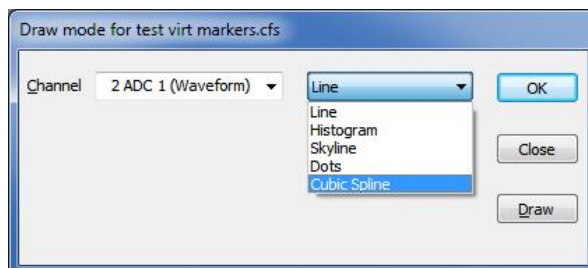 Draw mode for test virt markers.cfs
Channel 2 ADC 1 (Waveform) Line OK
Line
Histogram
Skyline
Dots
Cubic Spline
Close
Draw